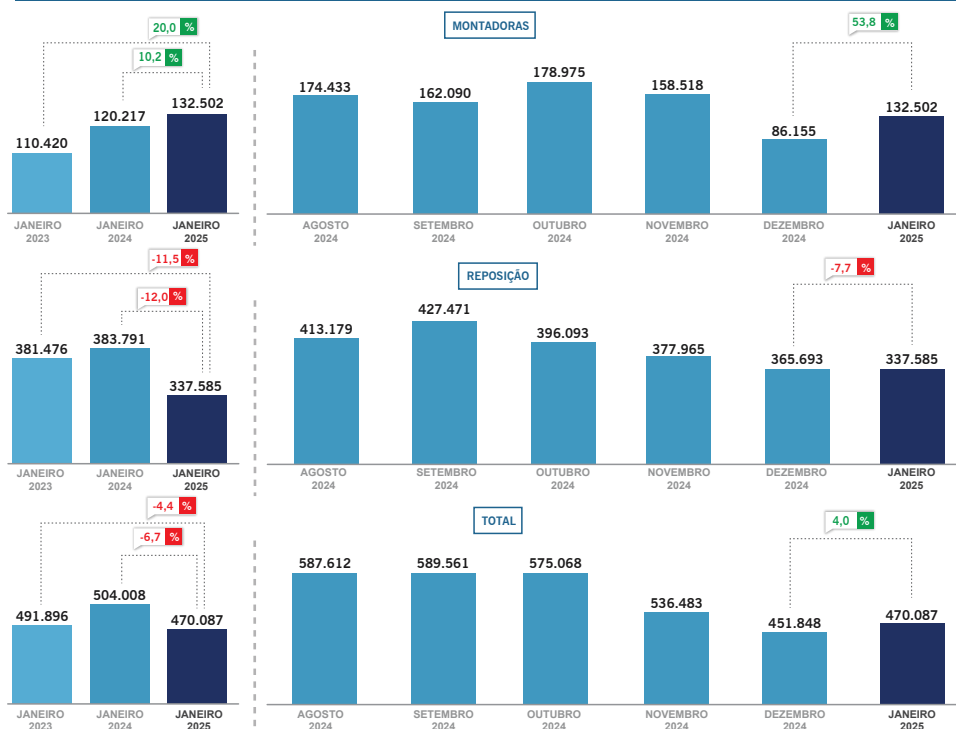 MONTADORAS
20,0 %
10,2 %
110.420
120.217
132.502
JANEIRO
2023
JANEIRO
2024
JANEIRO
2025
53,8 %
174.433
162.090
178.975
158.518
86.155
132.502
AGOSTO
2024
SETEMBRO
2024
OUTUBRO
2024
NOVEMBRO
2024
DEZEMBRO
2024
JANEIRO
2025
REPOSIÇÃO
-11,5 %
-12,0 %
381.476
383.791
337.585
JANEIRO
2023
JANEIRO
2024
JANEIRO
2025
-7,7 %
413.179
427.471
396.093
377.965
365.693
337.585
AGOSTO
2024
SETEMBRO
2024
OUTUBRO
2024
NOVEMBRO
2024
DEZEMBRO
2024
JANEIRO
2025
TOTAL
-4,4 %
-6,7 %
491.896
504.008
470.087
JANEIRO
2023
JANEIRO
2024
JANEIRO
2025
4,0 %
587.612
589.561
575.068
536.483
451.848
470.087
AGOSTO
2024
SETEMBRO
2024
OUTUBRO
2024
NOVEMBRO
2024
DEZEMBRO
2024
JANEIRO
2025